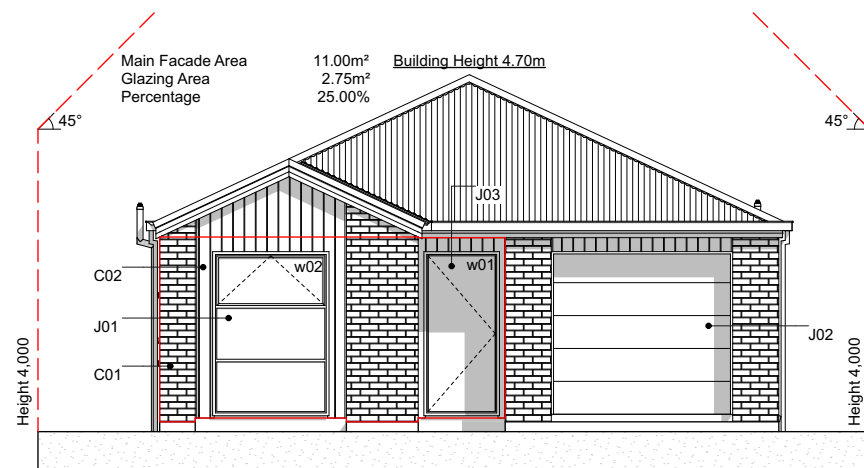 Main Facade Area 11.00m² Building Height 4.70m
Glazing Area 2.75m²
Percentage 25.00%
45° 45°
J03
w02 w01
C02
J01
J02
C01
Height 4,000 Height 4,000